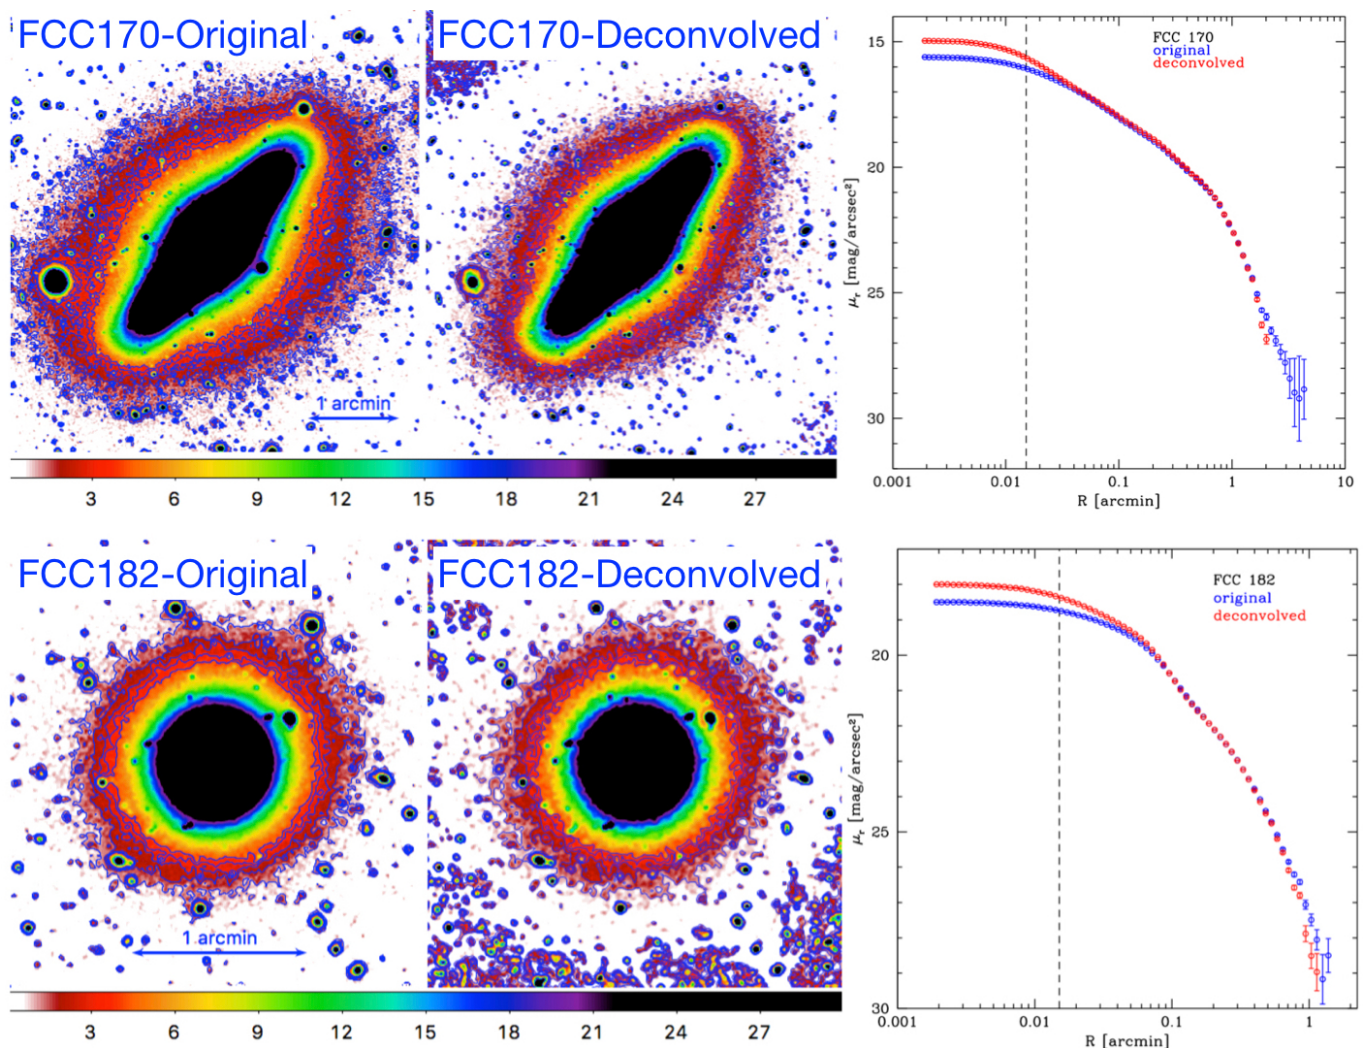 FCC170-Original
FCC170-Deconvolved
1 arcmin
3 6 9 12 15 18 21 24 27
FCC 170
original
deconvolved
15
20
25
30
μr [mag/arcsec²]
0.001 0.01 0.1 1 10
R [arcmin]
FCC182-Original
FCC182-Deconvolved
1 arcmin
3 6 9 12 15 18 21 24 27
FCC 182
original
deconvolved
20
25
30
μr [mag/arcsec²]
0.001 0.01 0.1 1
R [arcmin]